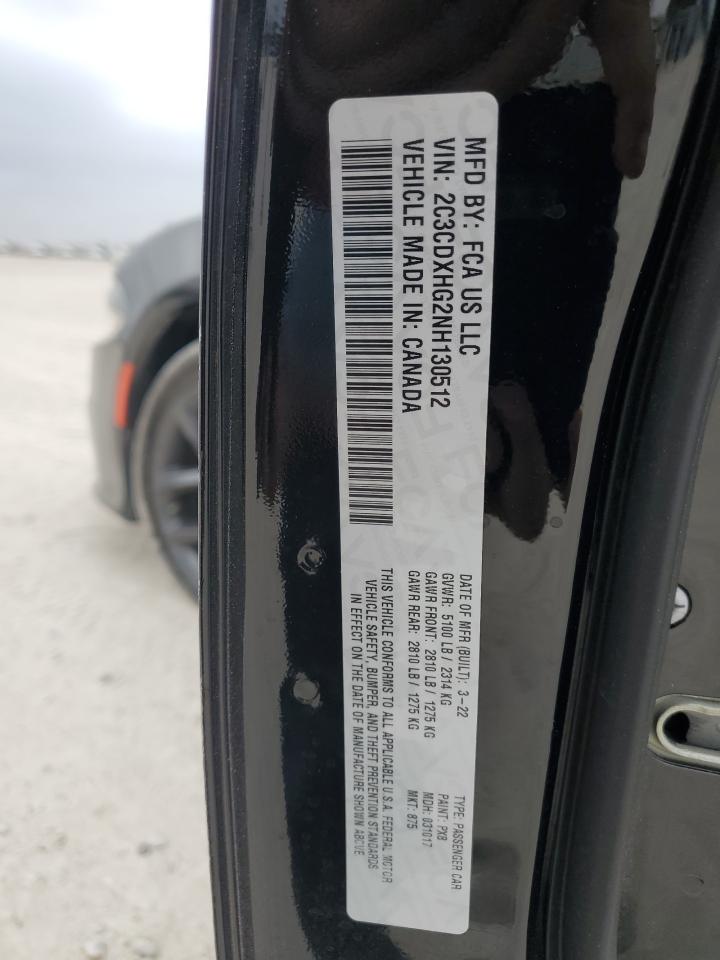 MFD BY: FCA US LLC
VIN: 2C3CDXHG2NH130512
VEHICLE MADE IN: CANADA
DATE OF MFR (BUILT): 3-22
GVWR: 5100 LB / 2314 KG
GAWR FRONT: 2810 LB / 1275 KG
GAWR REAR: 2810 LB / 1275 KG
TYPE: PASSENGER CAR
PAINT: PX8
MDH: 031017
MKT: 875
THIS VEHICLE CONFORMS TO ALL APPLICABLE U.S.A. FEDERAL MOTOR
VEHICLE SAFETY, BUMPER, AND THEFT PREVENTION STANDARDS
IN EFFECT ON THE DATE OF MANUFACTURE SHOWN ABOVE